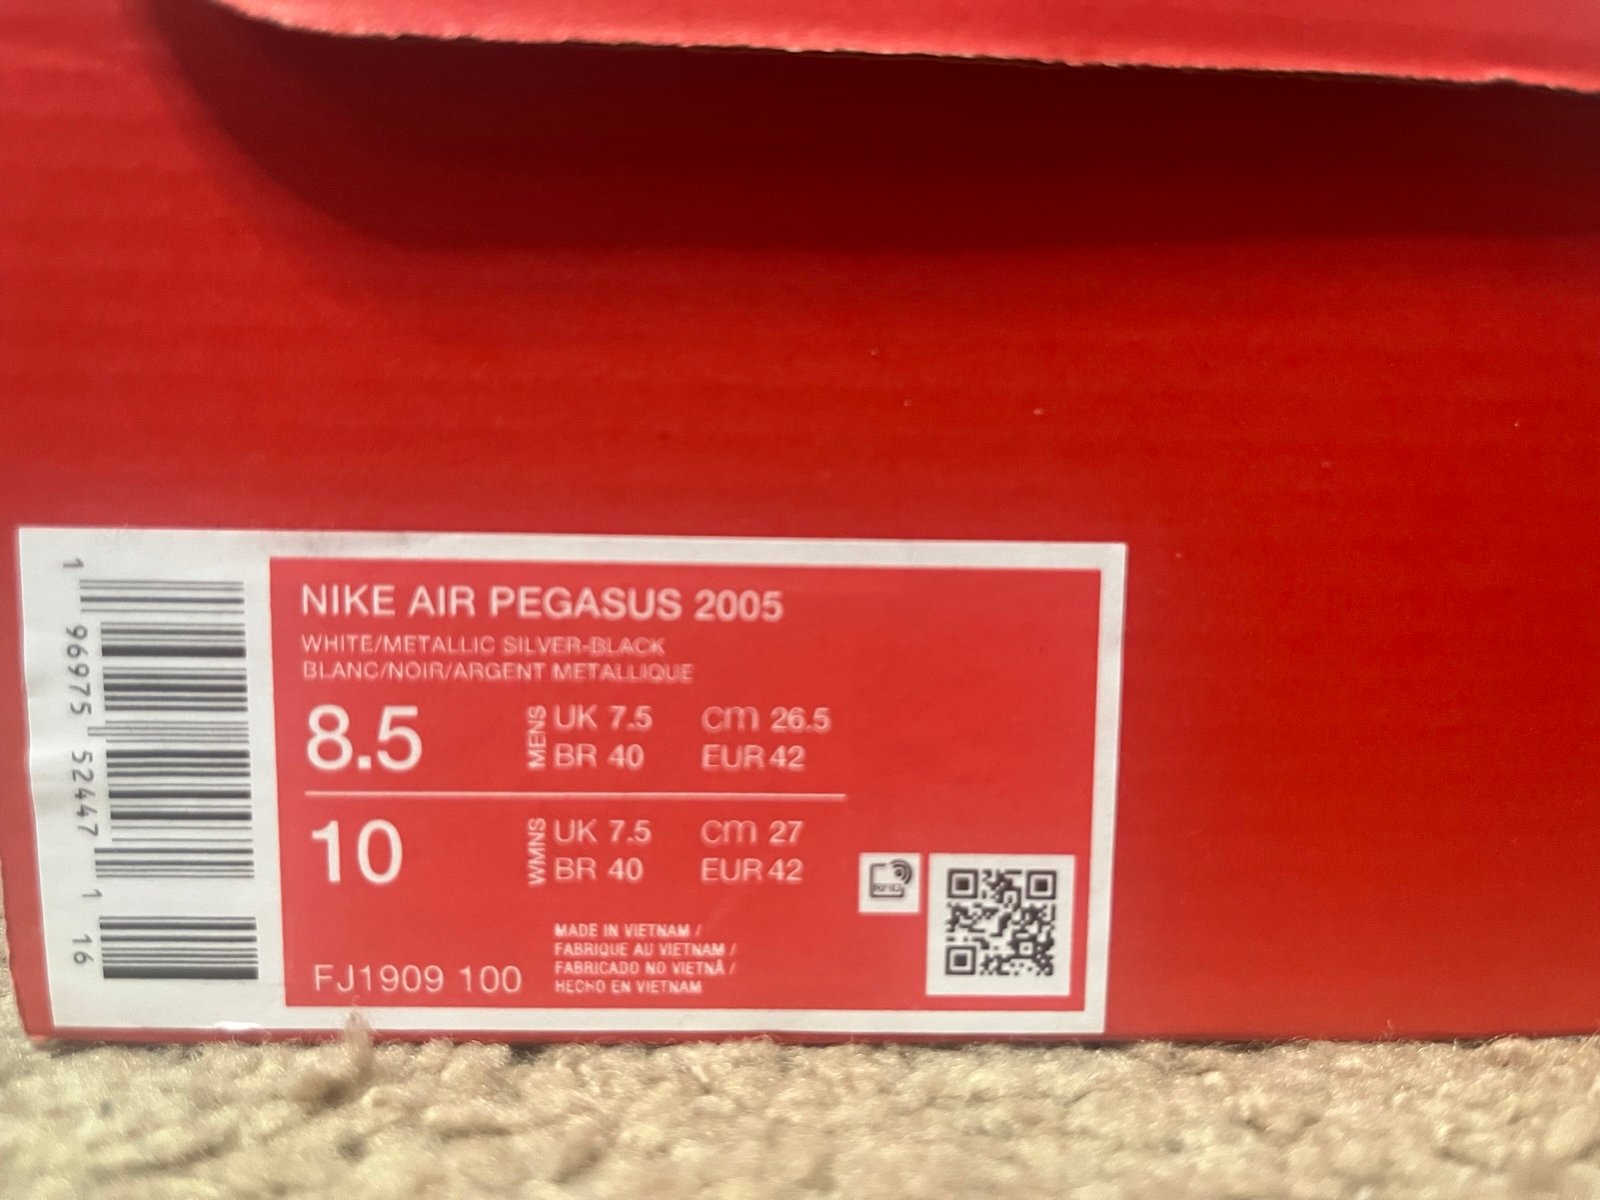 1 96975 52447 1 16
NIKE AIR PEGASUS 2005
WHITE/METALLIC SILVER-BLACK
BLANC/NOIR/ARGENT METALLIQUE
8.5
MENS
UK 7.5 cm 26.5
BR 40 EUR 42
10
WMNS
UK 7.5 cm 27
BR 40 EUR 42
RFID
FJ1909 100
MADE IN VIETNAM /
FABRIQUE AU VIETNAM /
FABRICADO NO VIETNÃ /
HECHO EN VIETNAM